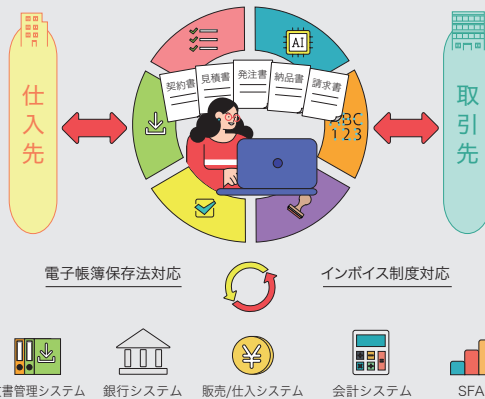 仕入先
AI
契約書
見積書
発注書
納品書
請求書
ABC
123
取引先
電子帳簿保存法対応
インボイス制度対応
書管理システム
銀行システム
販売/仕入システム
会計システム
SFA